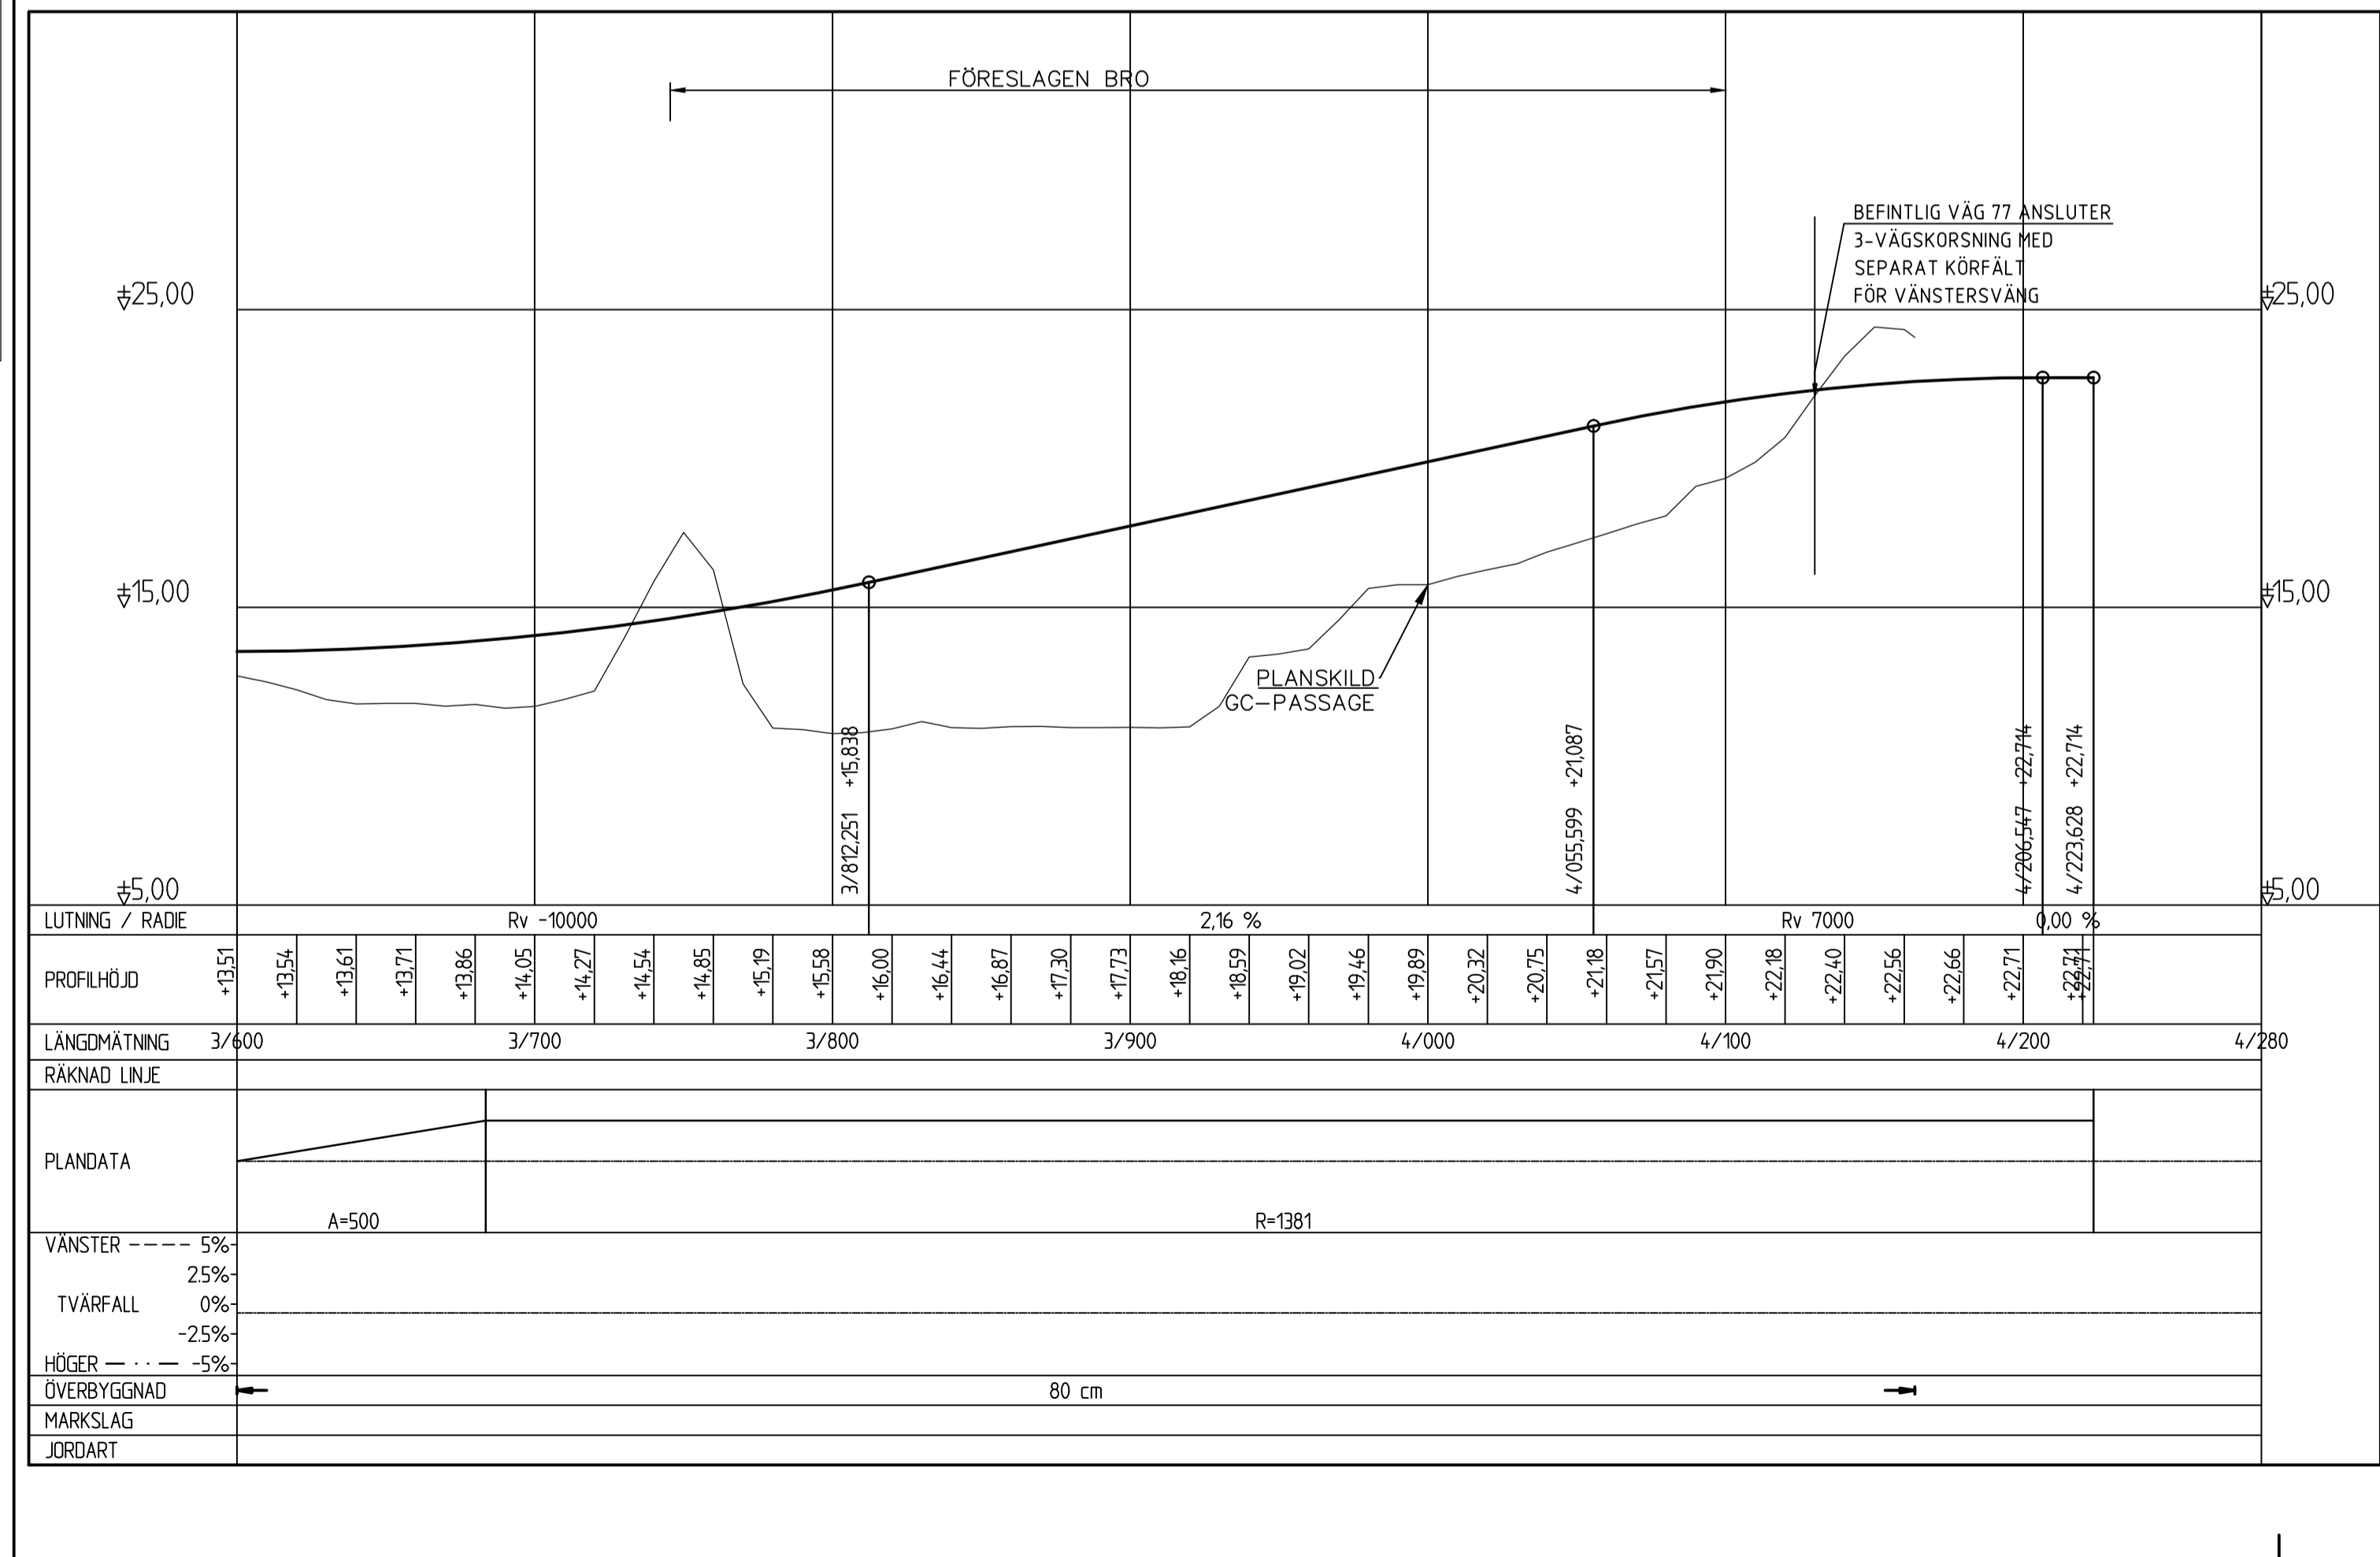 FÖRESLAGEN BRO
BEFINTLIG VÄG 77 ANSLUTER
3-VÄGSKORSNING MED
SEPARAT KÖRFÄLT
FÖR VÄNSTERSVÄNG
±25,00
±25,00
±15,00
±15,00
PLANSKILD
GC-PASSAGE
3/812,251 +15,838
4/055,599 +21,087
4/206,547 +22,714
4/223,628 +22,714
±5,00
±5,00
LUTNING / RADIE Rv -10000 2,16 % Rv 7000 0,00 %
PROFILHÖJD +13,51 +13,54 +13,61 +13,71 +13,86 +14,05 +14,27 +14,54 +14,85 +15,19 +15,58 +16,00 +16,44 +16,87 +17,30 +17,73 +18,16 +18,59 +19,02 +19,46 +19,89 +20,32 +20,75 +21,18 +21,57 +21,90 +22,18 +22,40 +22,56 +22,66 +22,71 +22,71 +22,71
LÄNGDMÄTNING 3/600 3/700 3/800 3/900 4/000 4/100 4/200 4/280
RÄKNAD LINJE
PLANDATA
A=500 R=1381
VÄNSTER 5%
2.5%
TVÄRFALL 0%
-2.5%
HÖGER -5%
ÖVERBYGGNAD 80 cm
MARKSLAG
JORDART